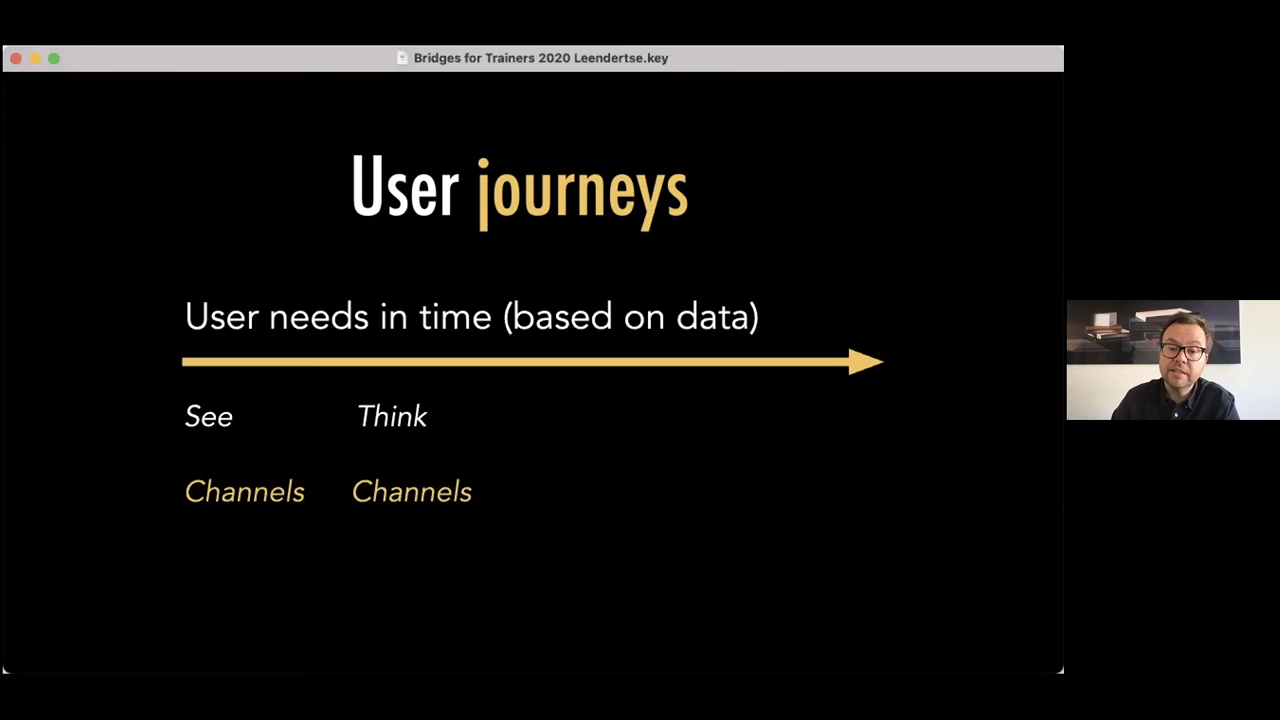 Bridges for Trainers 2020 Leendertse.key
User journeys
User needs in time (based on data)
See Think
Channels Channels